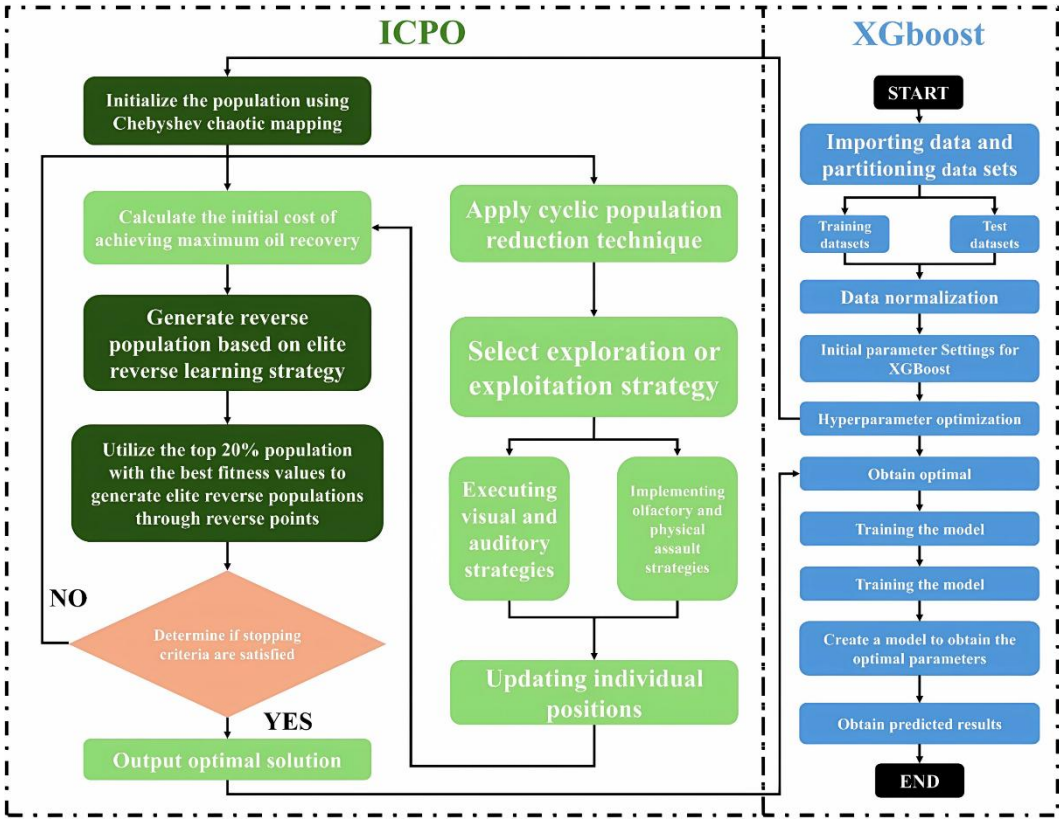 ICPO
Initialize the population using
Chebyshev chaotic mapping
Calculate the initial cost of
achieving maximum oil recovery
Generate reverse
population based on elite
reverse learning strategy
Utilize the top 20% population
with the best fitness values to
generate elite reverse populations
through reverse points
NO
Determine if stopping
criteria are satisfied
YES
Output optimal solution
Apply cyclic population
reduction technique
Select exploration or
exploitation strategy
Executing
visual and
auditory
strategies
Implementing
olfactory and
physical
assault
strategies
Updating individual
positions
XGboost
START
Importing data and
partitioning data sets
Training
datasets
Test
datasets
Data normalization
Initial parameter Settings for
XGBoost
Hyperparameter optimization
Obtain optimal
Training the model
Training the model
Create a model to obtain the
optimal parameters
Obtain predicted results
END